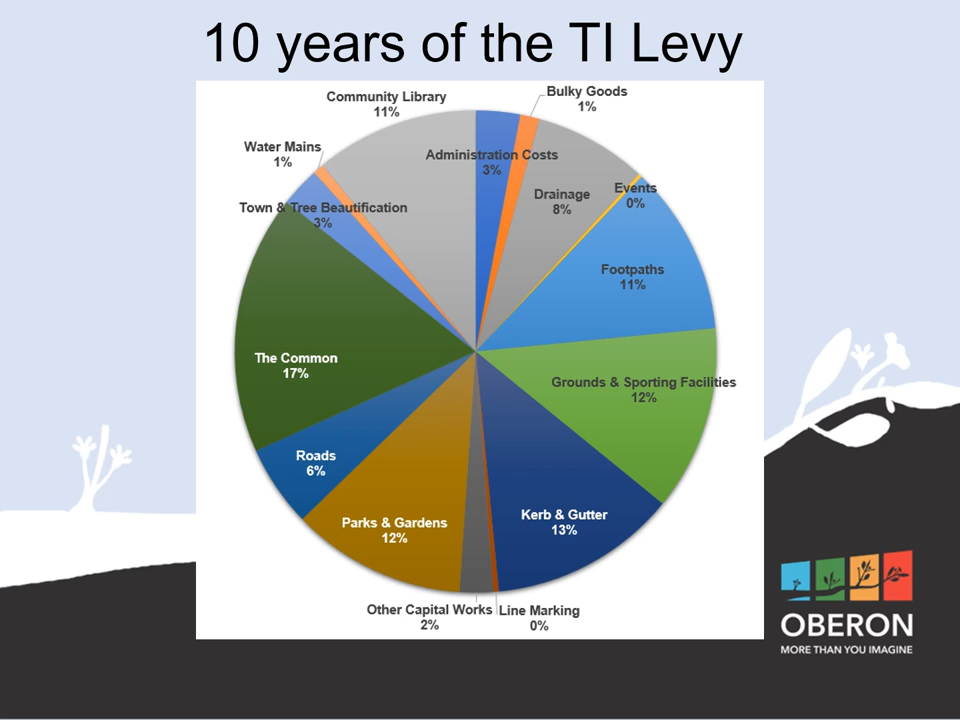 10 years of the TI Levy
Community Library
11%
Bulky Goods
1%
Water Mains
1%
Administration Costs
3%
Drainage
8%
Events
0%
Town & Tree Beautification
3%
Footpaths
11%
The Common
17%
Grounds & Sporting Facilities
12%
Roads
6%
Parks & Gardens
12%
Kerb & Gutter
13%
Other Capital Works
2%
Line Marking
0%
OBERON
MORE THAN YOU IMAGINE